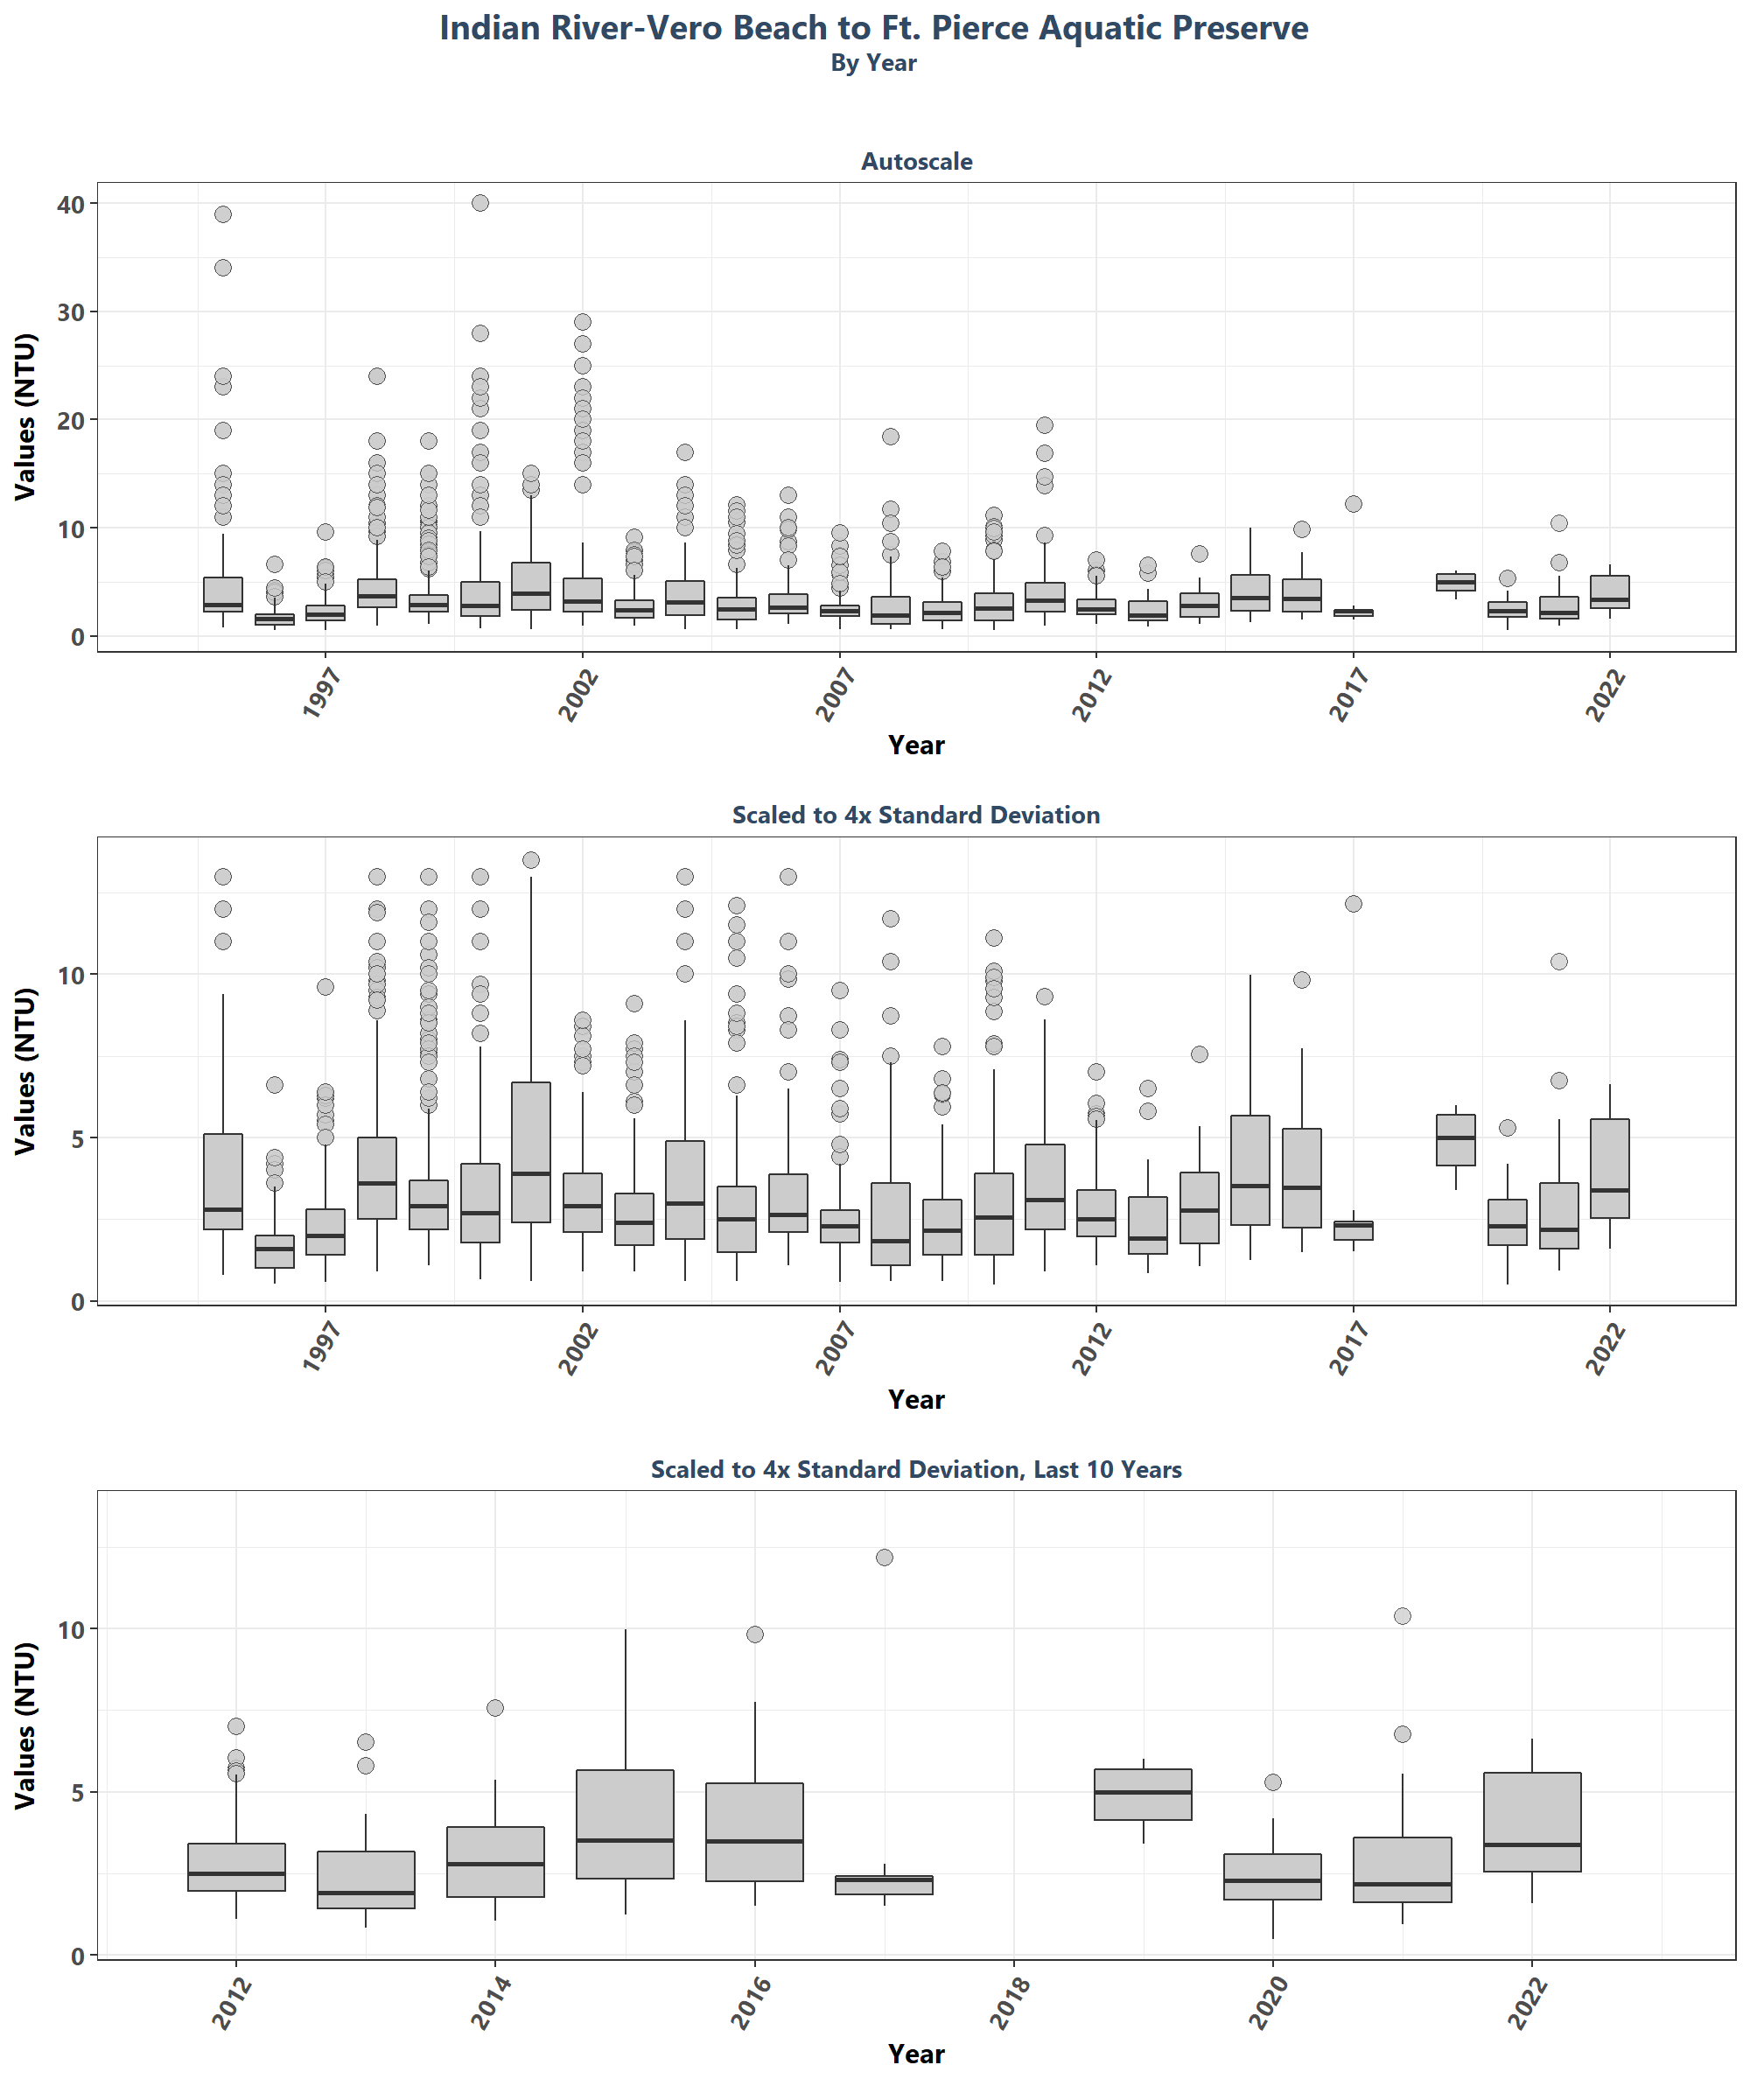 Indian River-Vero Beach to Ft. Pierce Aquatic Preserve
By Year
Autoscale
Values (NTU)
40
30
20
10
0
1997
2002
2007
2012
2017
2022
Year
Scaled to 4x Standard Deviation
Values (NTU)
10
5
0
1997
2002
2007
2012
2017
2022
Year
Scaled to 4x Standard Deviation, Last 10 Years
Values (NTU)
10
5
0
2012
2014
2016
2018
2020
2022
Year